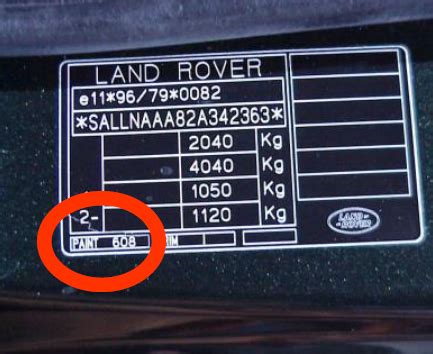 LAND ROVER
e11*96/79*0082
*SALLNAAA82A342363*
2040 Kg
4040 Kg
1050 Kg
-2- 1120 Kg
PAINT 608 TRIM
LAND-
-ROVER